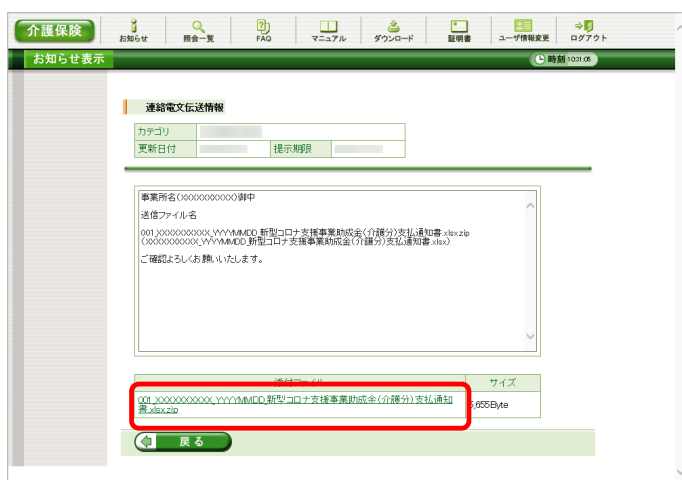 介護保険
お知らせ
照会一覧
FAQ
マニュアル
ダウンロード
証明書
ユーザ情報変更
ログアウト
お知らせ表示
時刻 10:31:05
連絡電文伝送情報
カテゴリ
更新日付
提示期限
事業所名(XXXXXXXXXX)御中
送信ファイル名
001_XXXXXXXXXX_YYYYMMDD_新型コロナ支援事業助成金(介護分)支払通知書.xlsx.zip
(XXXXXXXXXX_YYYYMMDD_新型コロナ支援事業助成金(介護分)支払通知書.xlsx)
ご確認よろしくお願いいたします。
添付ファイル
サイズ
001_XXXXXXXXXX_YYYYMMDD_新型コロナ支援事業助成金(介護分)支払通知
書.xlsx.zip
,655Byte
戻る